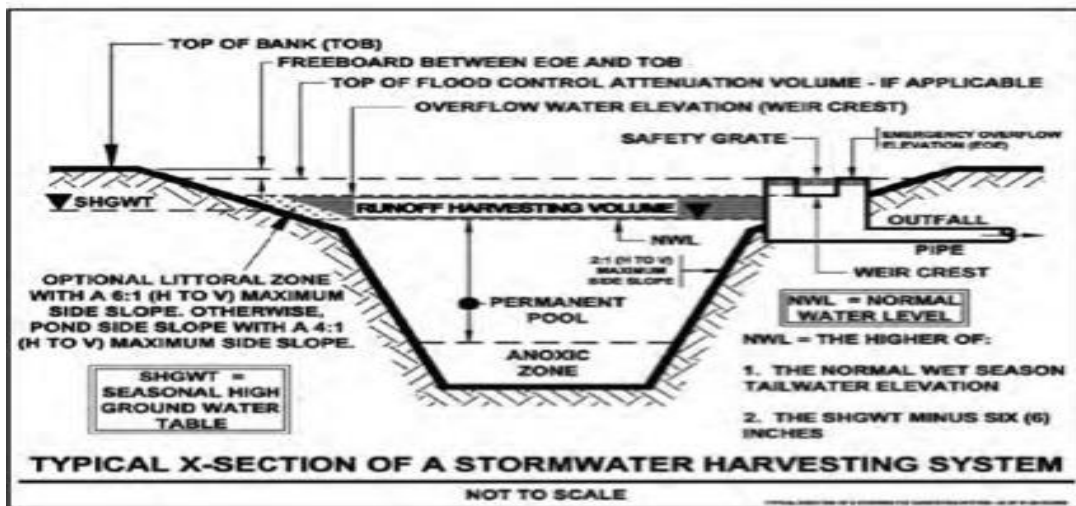 TOP OF BANK (TOB)
FREEBOARD BETWEEN EOE AND TOB
TOP OF FLOOD CONTROL ATTENUATION VOLUME - IF APPLICABLE
OVERFLOW WATER ELEVATION (WEIR CREST)
SAFETY GRATE
EMERGENCY OVERFLOW
ELEVATION (EOE)
SHGWT
RUNOFF HARVESTING VOLUME
OUTFALL
PIPE
NWL
2:1 (H TO V)
MAXIMUM
SIDE SLOPE
WEIR CREST
OPTIONAL LITTORAL ZONE
WITH A 6:1 (H TO V) MAXIMUM
SIDE SLOPE. OTHERWISE,
POND SIDE SLOPE WITH A 4:1
(H TO V) MAXIMUM SIDE SLOPE.
PERMANENT
POOL
NWL = NORMAL
WATER LEVEL
ANOXIC
ZONE
NWL = THE HIGHER OF:
SHGWT =
SEASONAL HIGH
GROUND WATER
TABLE
1. THE NORMAL WET SEASON
TAILWATER ELEVATION
2. THE SHGWT MINUS SIX (6)
INCHES
TYPICAL X-SECTION OF A STORMWATER HARVESTING SYSTEM
NOT TO SCALE